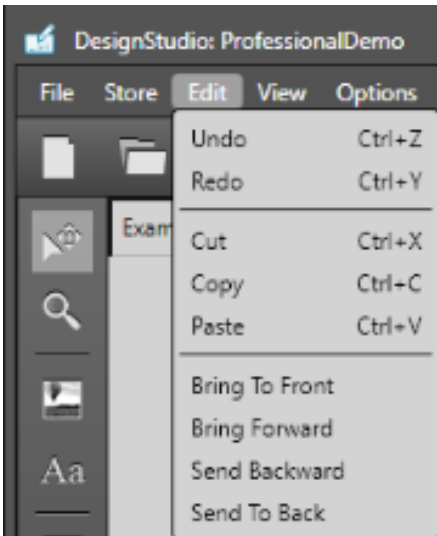 DesignStudio: ProfessionalDemo
File Store Edit View Options
Undo Ctrl+Z
Redo Ctrl+Y
Exam
Cut Ctrl+X
Copy Ctrl+C
Paste Ctrl+V
Bring To Front
Bring Forward
Aa
Send Backward
Send To Back